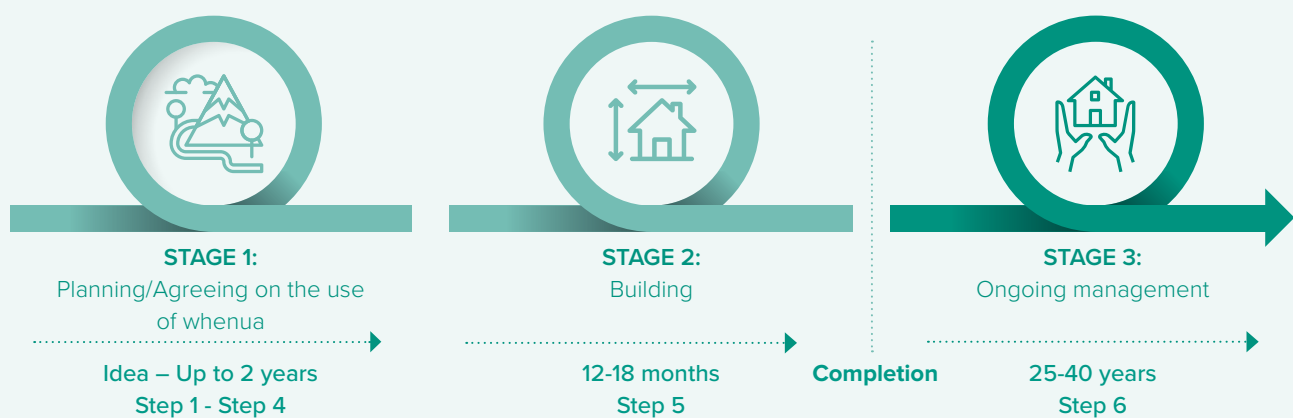 STAGE 1:
Planning/Agreeing on the use
of whenua
Idea – Up to 2 years
Step 1 - Step 4
STAGE 2:
Building
12-18 months
Step 5
Completion
STAGE 3:
Ongoing management
25-40 years
Step 6